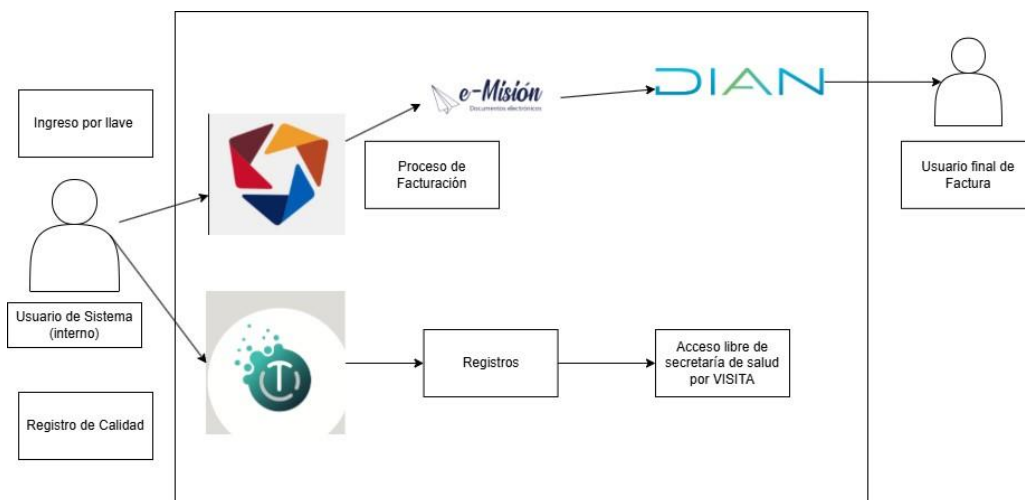 Ingreso por llave
Usuario de Sistema
(interno)
Registro de Calidad
e-Misión
Documentos electrónicos
Proceso de
Facturación
DIAN
Usuario final de
Factura
T
Registros
Acceso libre de
secretaría de salud
por VISITA